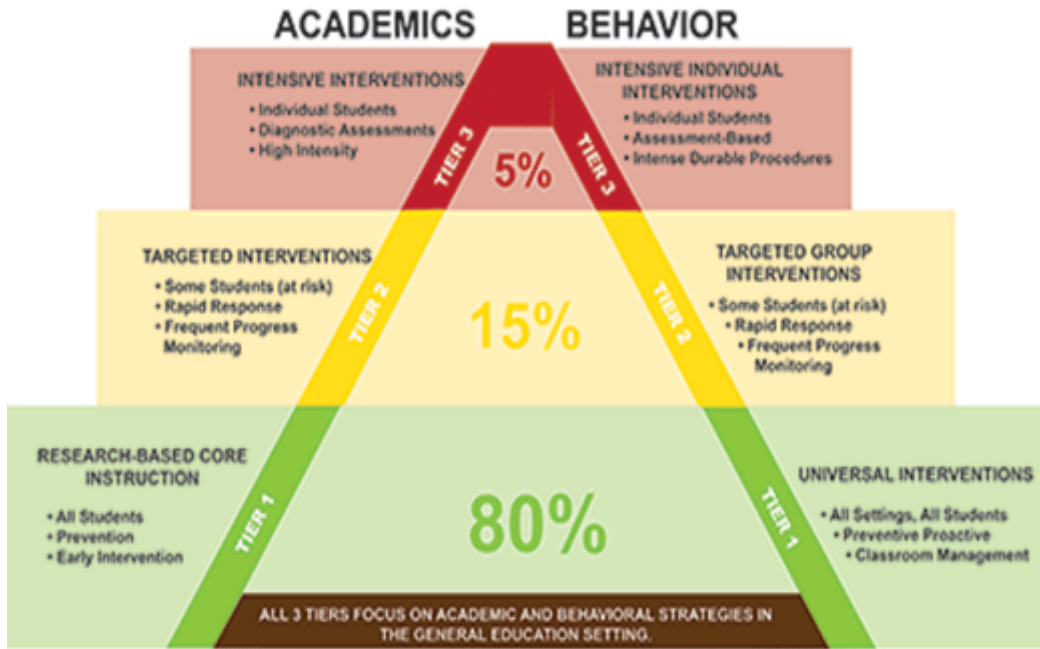 ACADEMICS
BEHAVIOR
INTENSIVE INTERVENTIONS
• Individual Students
• Diagnostic Assessments
• High Intensity
TIER 3
5%
TIER 3
INTENSIVE INDIVIDUAL
INTERVENTIONS
• Individual Students
• Assessment-Based
• Intense Durable Procedures
TARGETED INTERVENTIONS
• Some Students (at risk)
• Rapid Response
• Frequent Progress
Monitoring
TIER 2
15%
TIER 2
TARGETED GROUP
INTERVENTIONS
• Some Students (at risk)
• Rapid Response
• Frequent Progress
Monitoring
RESEARCH-BASED CORE
INSTRUCTION
• All Students
• Prevention
• Early Intervention
TIER 1
80%
TIER 1
UNIVERSAL INTERVENTIONS
• All Settings, All Students
• Preventive Proactive
• Classroom Management
ALL 3 TIERS FOCUS ON ACADEMIC AND BEHAVIORAL STRATEGIES IN
THE GENERAL EDUCATION SETTING.